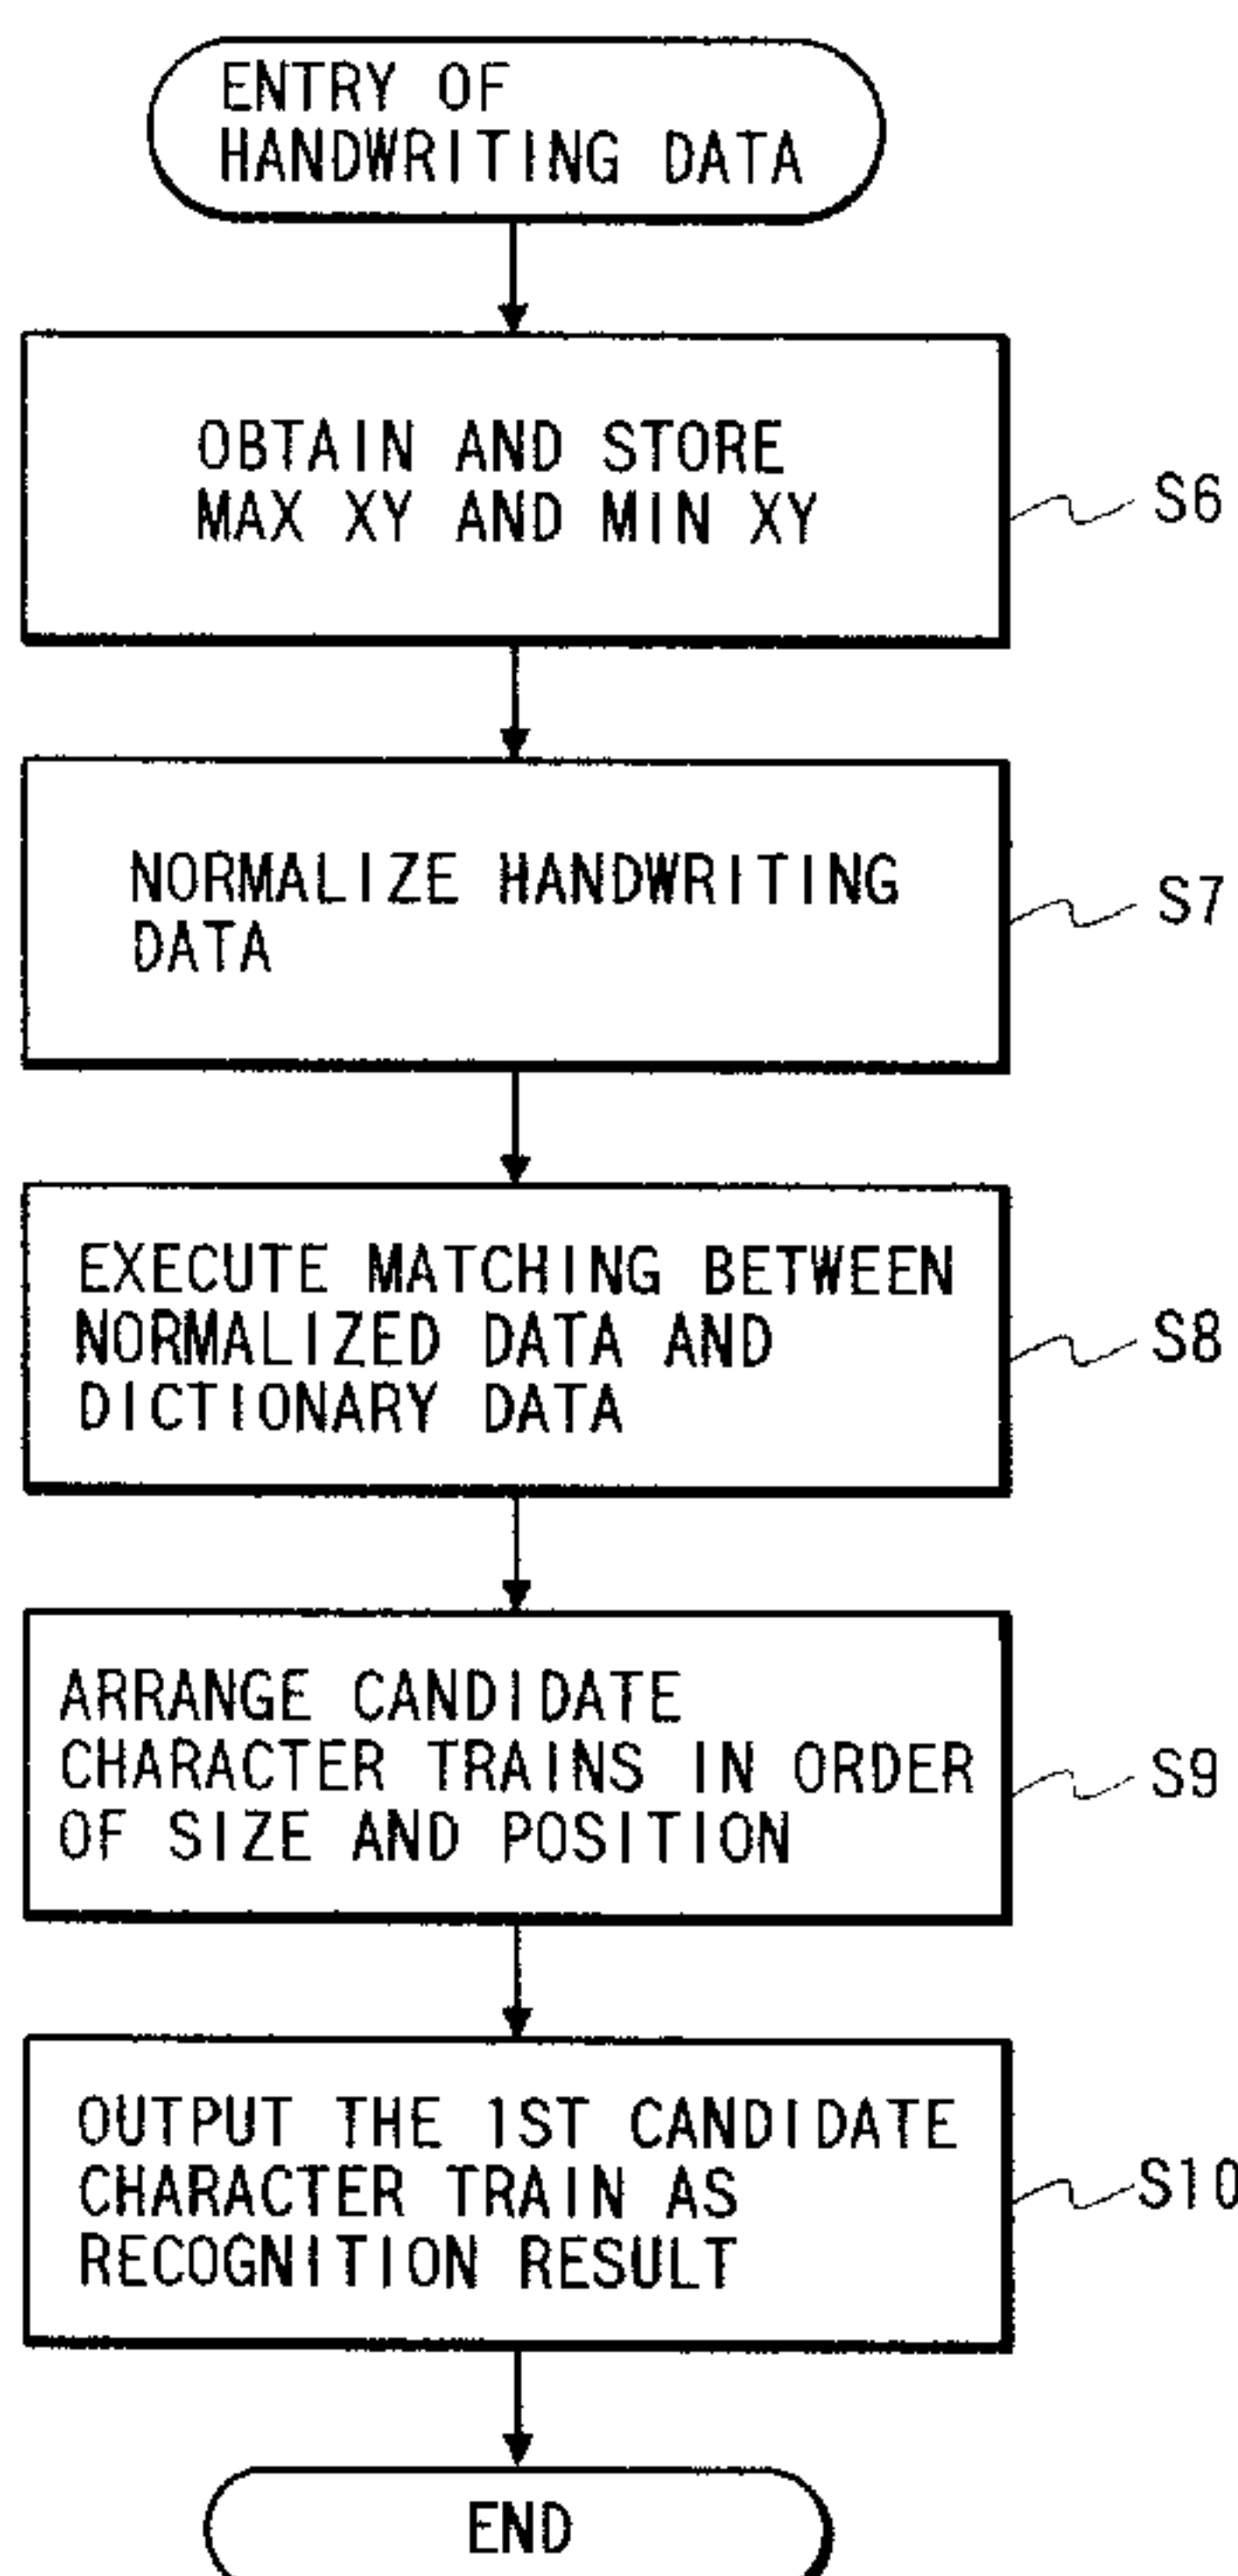 ENTRY OF
HANDWRITING DATA
OBTAIN AND STORE
MAX XY AND MIN XY
S6
NORMALIZE HANDWRITING
DATA
S7
EXECUTE MATCHING BETWEEN
NORMALIZED DATA AND
DICTIONARY DATA
S8
ARRANGE CANDIDATE
CHARACTER TRAINS IN ORDER
OF SIZE AND POSITION
S9
OUTPUT THE 1ST CANDIDATE
CHARACTER TRAIN AS
RECOGNITION RESULT
S10
END